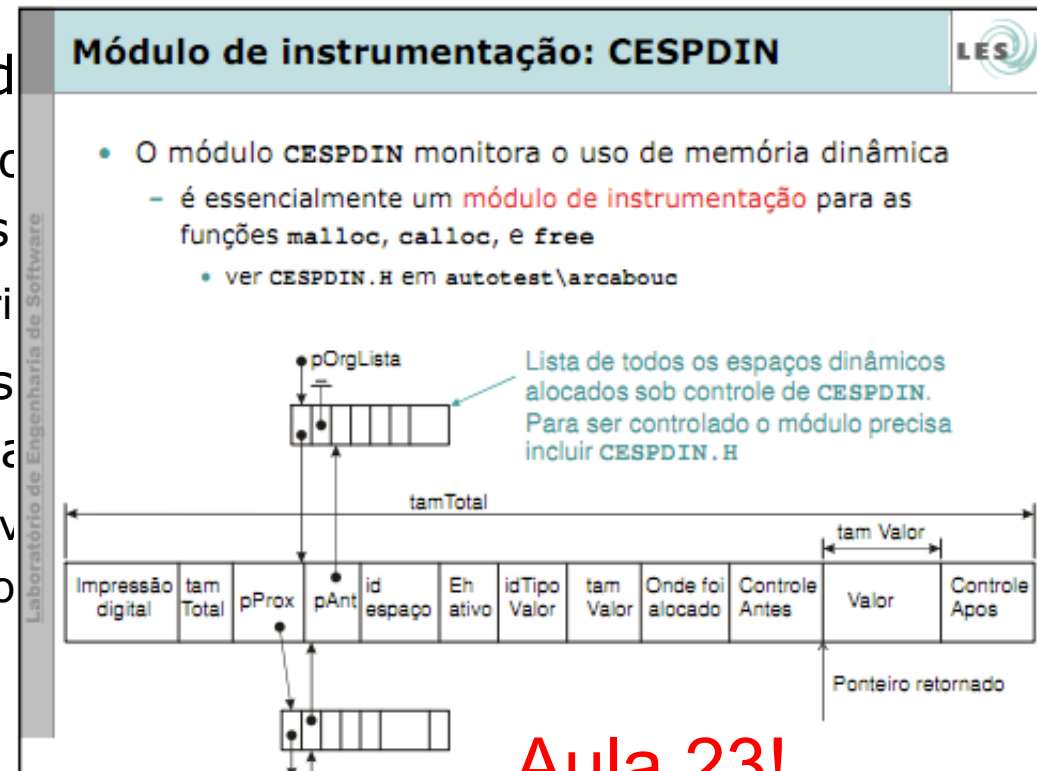 Módulo de instrumentação: CESPDIN
LES
Laboratório de Engenharia de Software
• O módulo CESPDIN monitora o uso de memória dinâmica
– é essencialmente um módulo de instrumentação para as
funções malloc, calloc, e free
• ver CESPDIN.H em autotest\arcabouc
pOrgLista
Lista de todos os espaços dinâmicos
alocados sob controle de CESPDIN.
Para ser controlado o módulo precisa
incluir CESPDIN.H
tamTotal
tam Valor
Impressão digital
tam Total
pProx
pAnt
id espaço
Eh ativo
idTipo Valor
tam Valor
Onde foi alocado
Controle Antes
Valor
Controle Apos
Ponteiro retornado
Aula 23!